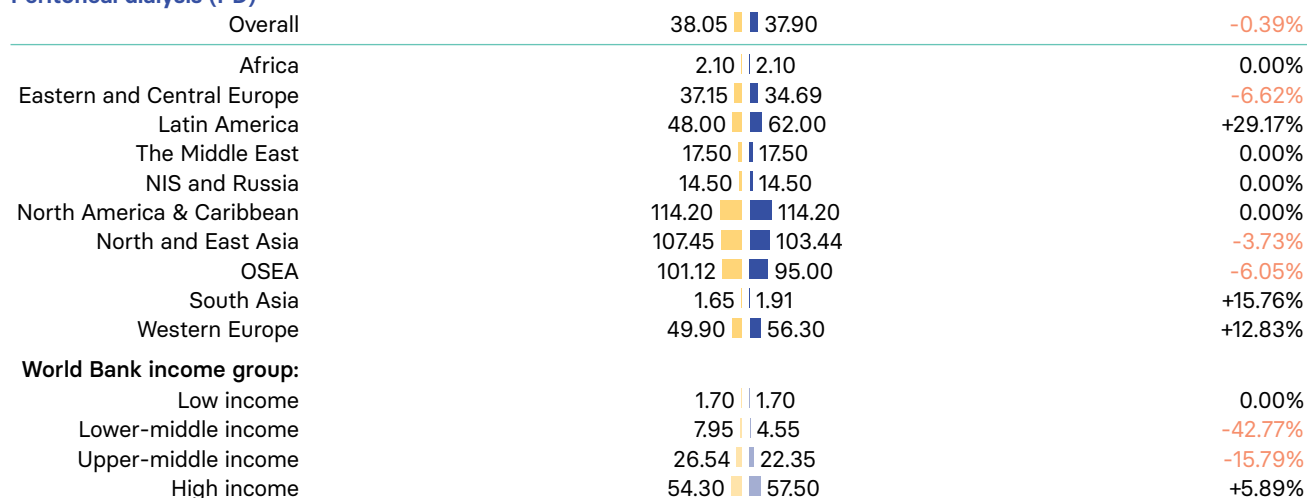 Peritoneal dialysis (PD)
Overall 38.05 37.90 -0.39%
Africa 2.10 2.10 0.00%
Eastern and Central Europe 37.15 34.69 -6.62%
Latin America 48.00 62.00 +29.17%
The Middle East 17.50 17.50 0.00%
NIS and Russia 14.50 14.50 0.00%
North America & Caribbean 114.20 114.20 0.00%
North and East Asia 107.45 103.44 -3.73%
OSEA 101.12 95.00 -6.05%
South Asia 1.65 1.91 +15.76%
Western Europe 49.90 56.30 +12.83%
World Bank income group:
Low income 1.70 1.70 0.00%
Lower-middle income 7.95 4.55 -42.77%
Upper-middle income 26.54 22.35 -15.79%
High income 54.30 57.50 +5.89%